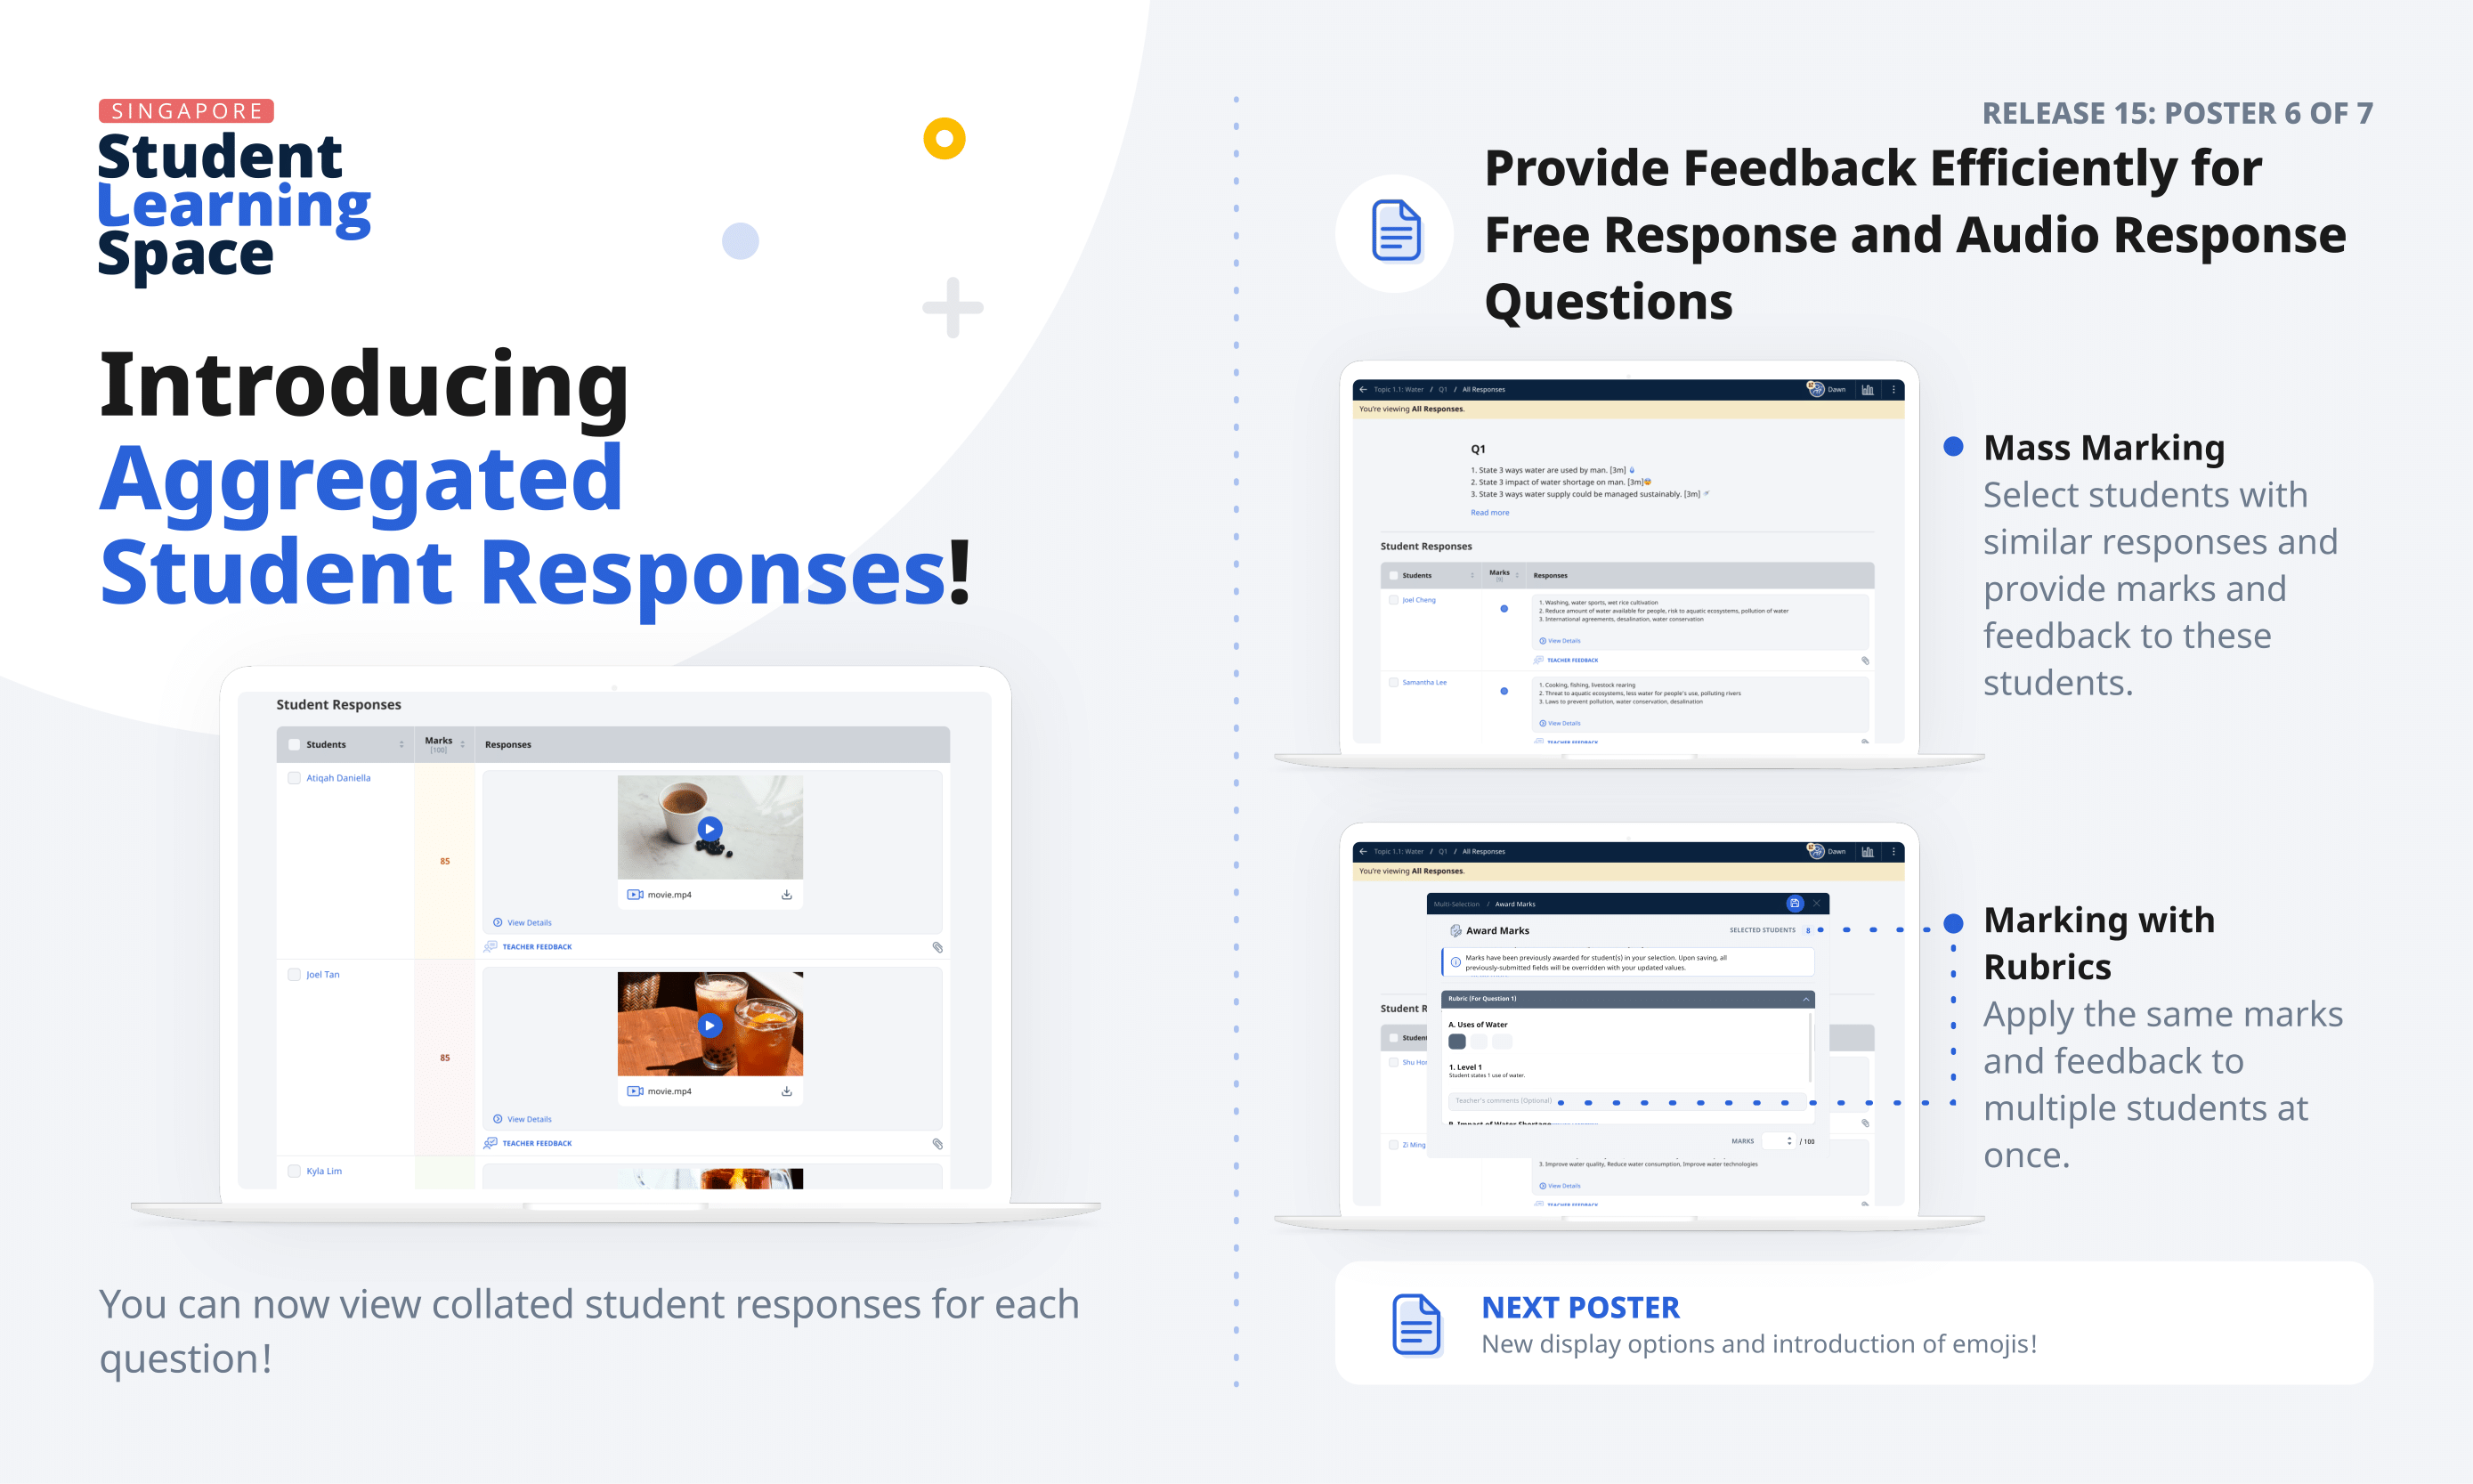 SINGAPORE
Student
Learning
Space
Introducing
Aggregated
Student Responses!
Student Responses
Students
Marks
[100]
Responses
Atiqah Daniella
85
movie.mp4
View Details
TEACHER FEEDBACK
Joel Tan
85
movie.mp4
View Details
TEACHER FEEDBACK
Kyla Lim
You can now view collated student responses for each
question!
RELEASE 15: POSTER 6 OF 7
Provide Feedback Efficiently for
Free Response and Audio Response
Questions
Topic 1.1: Water / Q1 / All Responses
Dawn
You're viewing All Responses.
Q1
1. State 3 ways water are used by man. [3m]
2. State 3 impact of water shortage on man. [3m]
3. State 3 ways water supply could be managed sustainably. [3m]
Read more
Student Responses
Students
Marks
[9]
Responses
Joel Cheng
1. Washing, water sports, wet rice cultivation
2. Reduce amount of water available for people, risk to aquatic ecosystems, pollution of water
3. International agreements, desalination, water conservation
View Details
TEACHER FEEDBACK
Samantha Lee
1. Cooking, fishing, livestock rearing
2. Threat to aquatic ecosystems, less water for people's use, polluting rivers
3. Laws to prevent pollution, water conservation, desalination
View Details
TEACHER FEEDBACK
Mass Marking
Select students with
similar responses and
provide marks and
feedback to these
students.
Topic 1.1: Water / Q1 / All Responses
Dawn
You're viewing All Responses.
Multi-Selection / Award Marks
Award Marks
SELECTED STUDENTS 8
Marks have been previously awarded for student(s) in your selection. Upon saving, all
previously-submitted fields will be overridden with your updated values.
Student R
Rubric (For Question 1)
A. Uses of Water
Student
Shu Hor
1. Level 1
Student states 1 use of water.
Teacher's comments (Optional)
B. Impact of Water Shortage
MARKS
/ 100
Zi Ming
3. Improve water quality, Reduce water consumption, Improve water technologies
View Details
TEACHER FEEDBACK
Marking with
Rubrics
Apply the same marks
and feedback to
multiple students at
once.
NEXT POSTER
New display options and introduction of emojis!